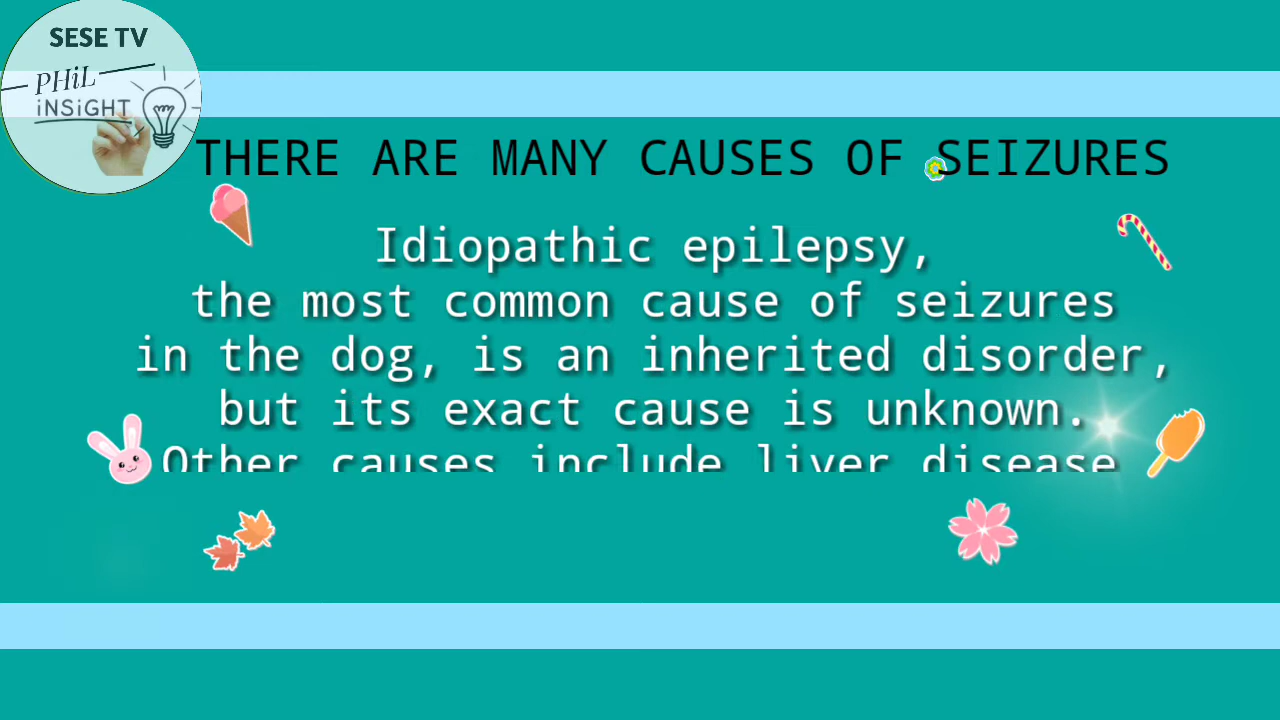 SESE TV
PHiL
iNSiGHT
THERE ARE MANY CAUSES OF SEIZURES
Idiopathic epilepsy,
the most common cause of seizures
in the dog, is an inherited disorder,
but its exact cause is unknown.
Other causes include liver disease